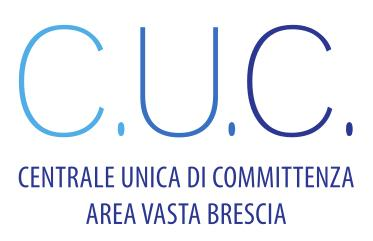 C.U.C.
CENTRALE UNICA DI COMMITTENZA
AREA VASTA BRESCIA